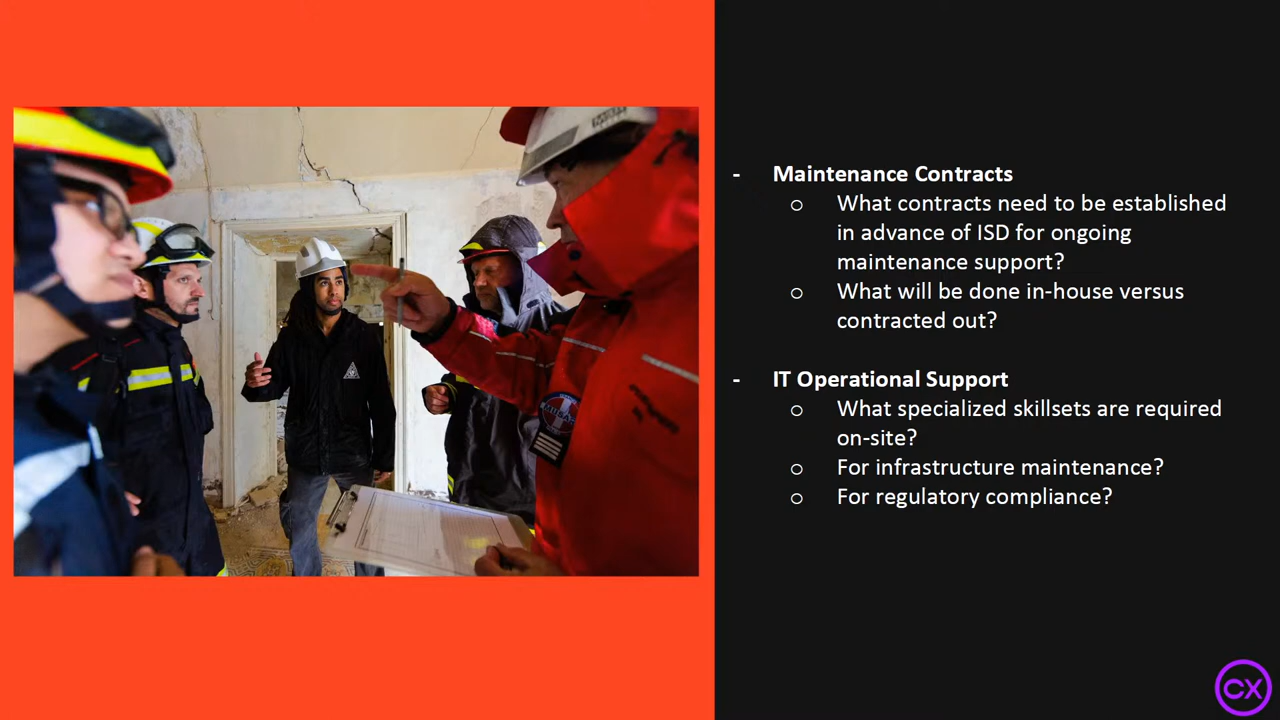 - Maintenance Contracts
o What contracts need to be established
in advance of ISD for ongoing
maintenance support?
o What will be done in-house versus
contracted out?
- IT Operational Support
o What specialized skillsets are required
on-site?
o For infrastructure maintenance?
o For regulatory compliance?
CX